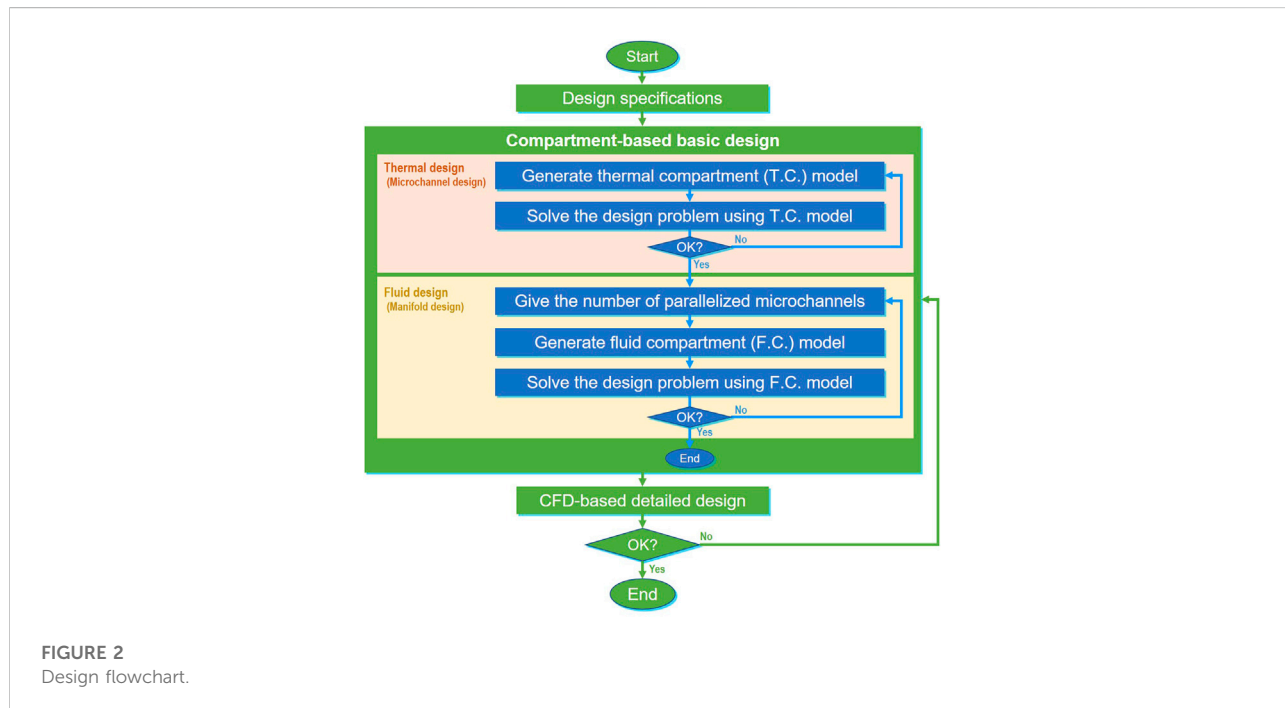 Start
Design specifications
Compartment-based basic design
Thermal design
(Microchannel design)
Generate thermal compartment (T.C.) model
Solve the design problem using T.C. model
OK?
No
Yes
Fluid design
(Manifold design)
Give the number of parallelized microchannels
Generate fluid compartment (F.C.) model
Solve the design problem using F.C. model
OK?
No
Yes
End
CFD-based detailed design
OK?
No
Yes
End
FIGURE 2
Design flowchart.